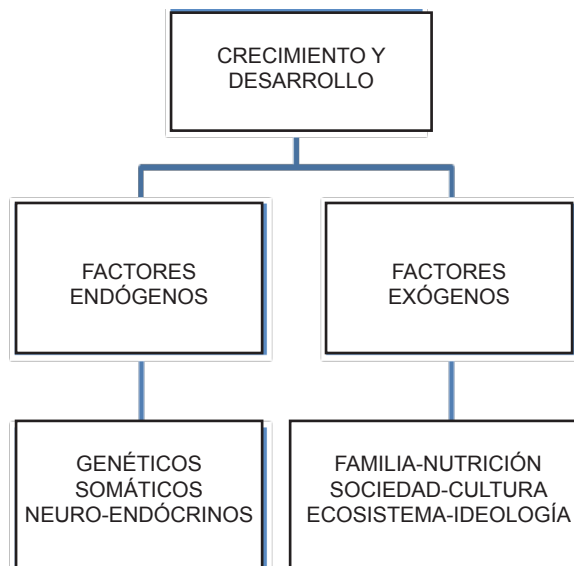 CRECIMIENTO Y
DESARROLLO
FACTORES
ENDÓGENOS
FACTORES
EXÓGENOS
GENÉTICOS
SOMÁTICOS
NEURO-ENDÓCRINOS
FAMILIA-NUTRICIÓN
SOCIEDAD-CULTURA
ECOSISTEMA-IDEOLOGÍA